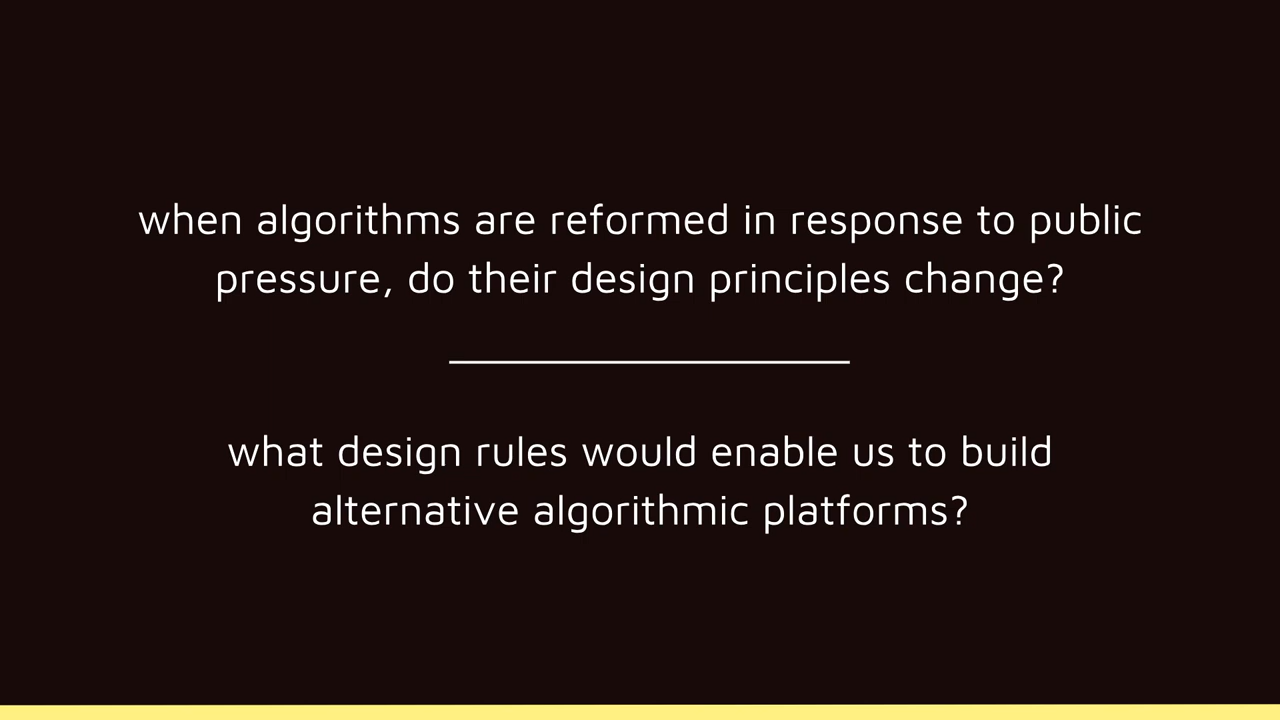 when algorithms are reformed in response to public
pressure, do their design principles change?
what design rules would enable us to build
alternative algorithmic platforms?